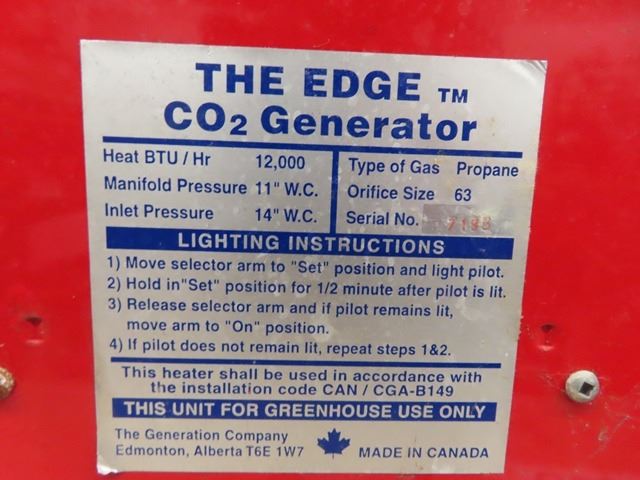 THE EDGE TM
CO2 Generator
Heat BTU / Hr 12,000
Manifold Pressure 11" W.C.
Inlet Pressure 14" W.C.
Type of Gas Propane
Orifice Size 63
Serial No.
LIGHTING INSTRUCTIONS
1) Move selector arm to "Set" position and light pilot.
2) Hold in"Set" position for 1/2 minute after pilot is lit.
3) Release selector arm and if pilot remains lit,
move arm to "On" position.
4) If pilot does not remain lit, repeat steps 1&2.
This heater shall be used in accordance with
the installation code CAN / CGA-B149
THIS UNIT FOR GREENHOUSE USE ONLY
The Generation Company
Edmonton, Alberta T6E 1W7
MADE IN CANADA